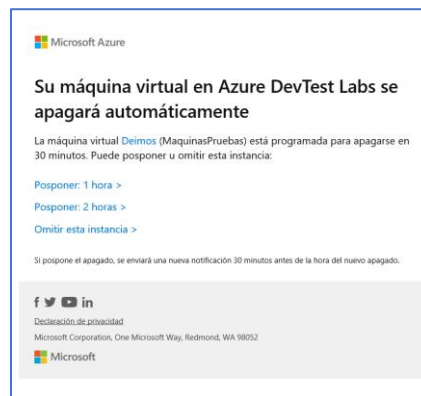 Microsoft Azure
Su máquina virtual en Azure DevTest Labs se
apagará automáticamente
La máquina virtual Deimos (MaquinasPruebas) está programada para apagarse en
30 minutos. Puede posponer u omitir esta instancia:
Posponer: 1 hora >
Posponer: 2 horas >
Omitir esta instancia >
Si pospone el apagado, se enviará una nueva notificación 30 minutos antes de la hora del nuevo apagado.
Declaración de privacidad
Microsoft Corporation, One Microsoft Way, Redmond, WA 98052
Microsoft